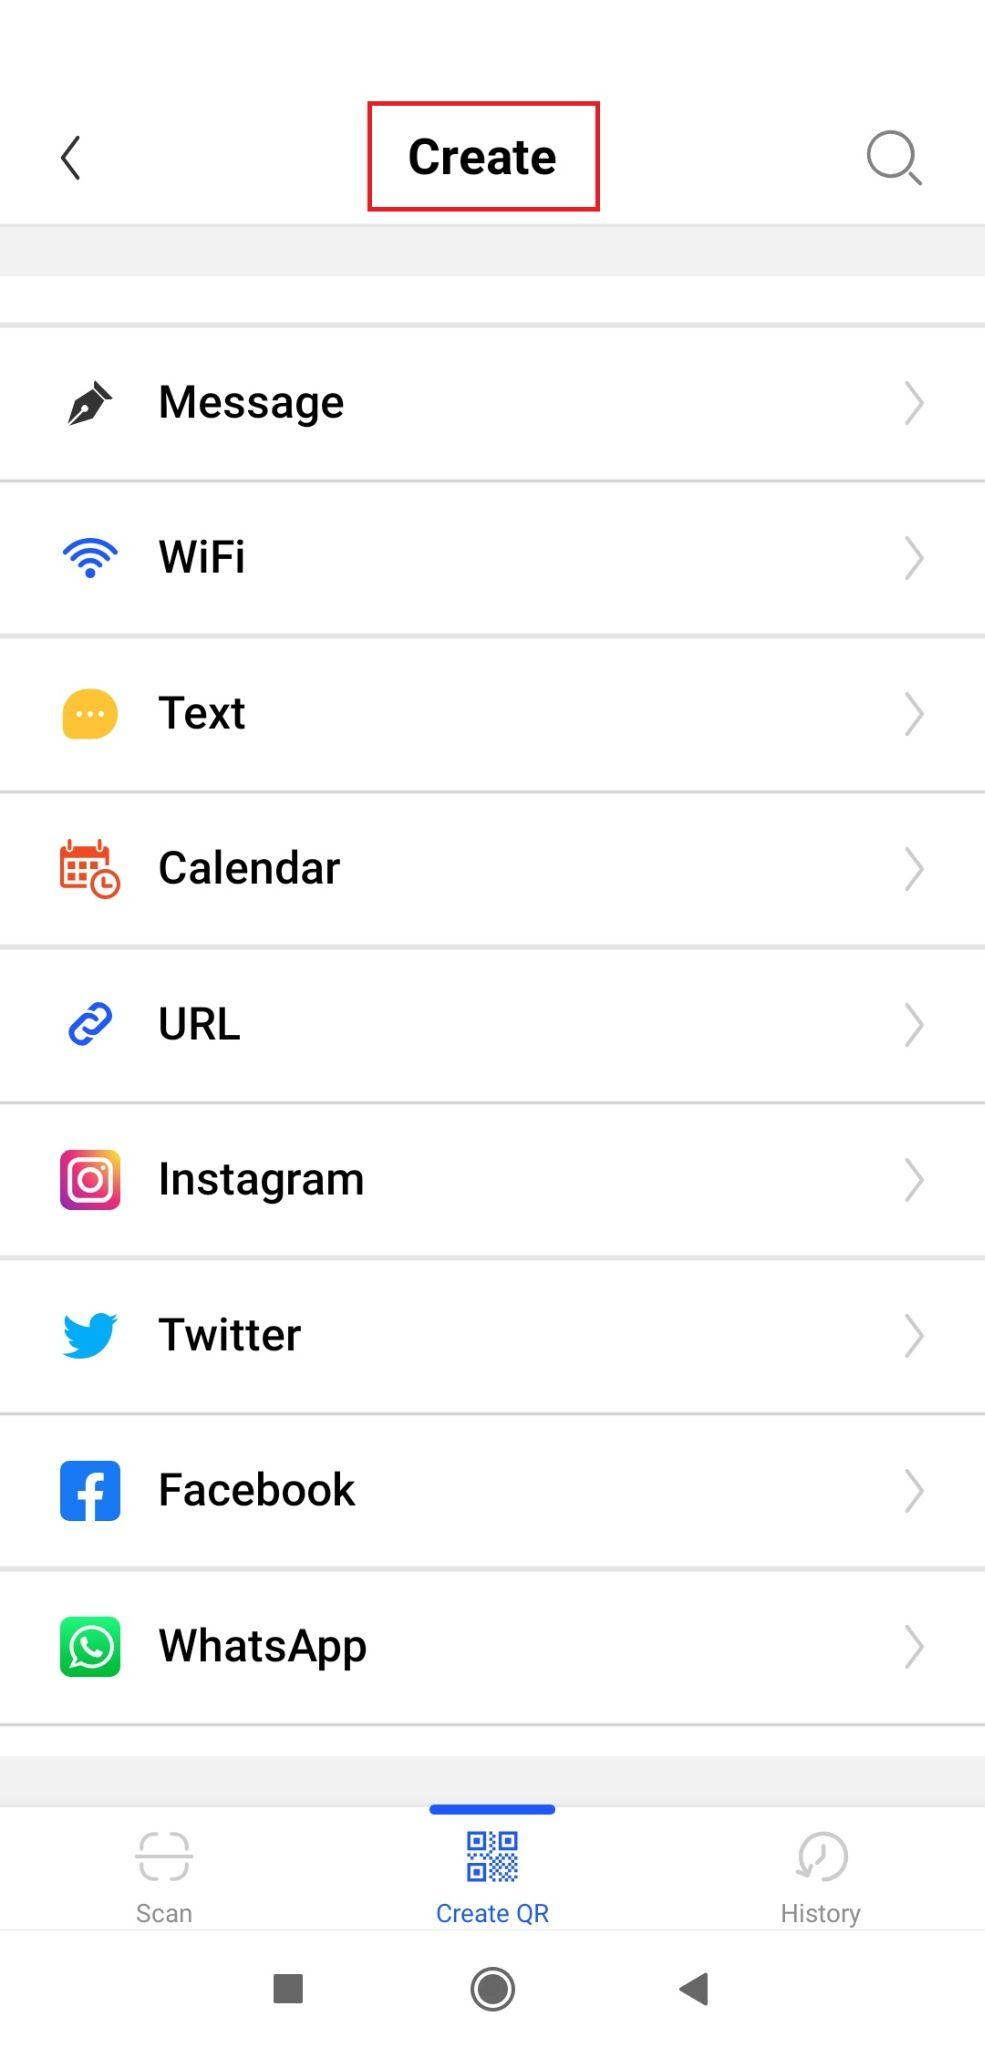 Create
Message
WiFi
Text
Calendar
URL
Instagram
Twitter
Facebook
WhatsApp
Scan
Create QR
History